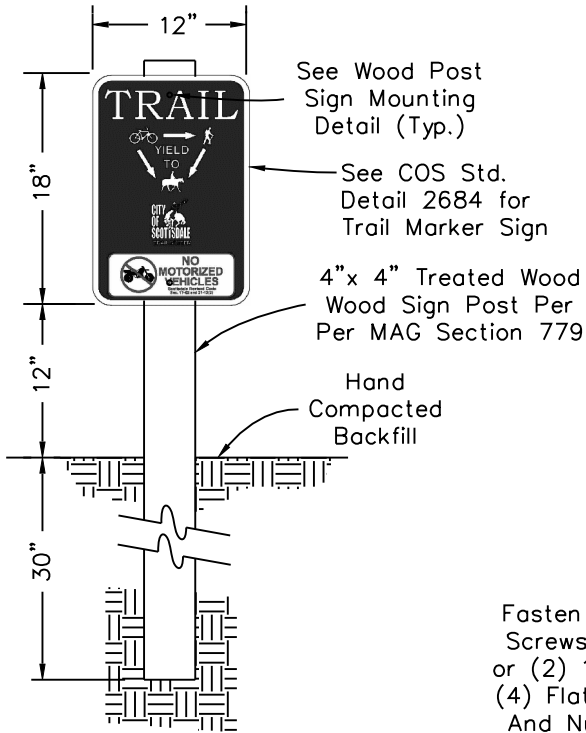 12"
See Wood Post
Sign Mounting
Detail (Typ.)
TRAIL
YIELD
TO
18"
See COS Std.
Detail 2684 for
Trail Marker Sign
CITY
OF
SCOTTSDALE
NO
MOTORIZED
VEHICLES
4"x 4" Treated Wood
Wood Sign Post Per
Per MAG Section 779
12"
Hand
Compacted
Backfill
30"
Fasten
Screws
or (2)
(4) Flat
And